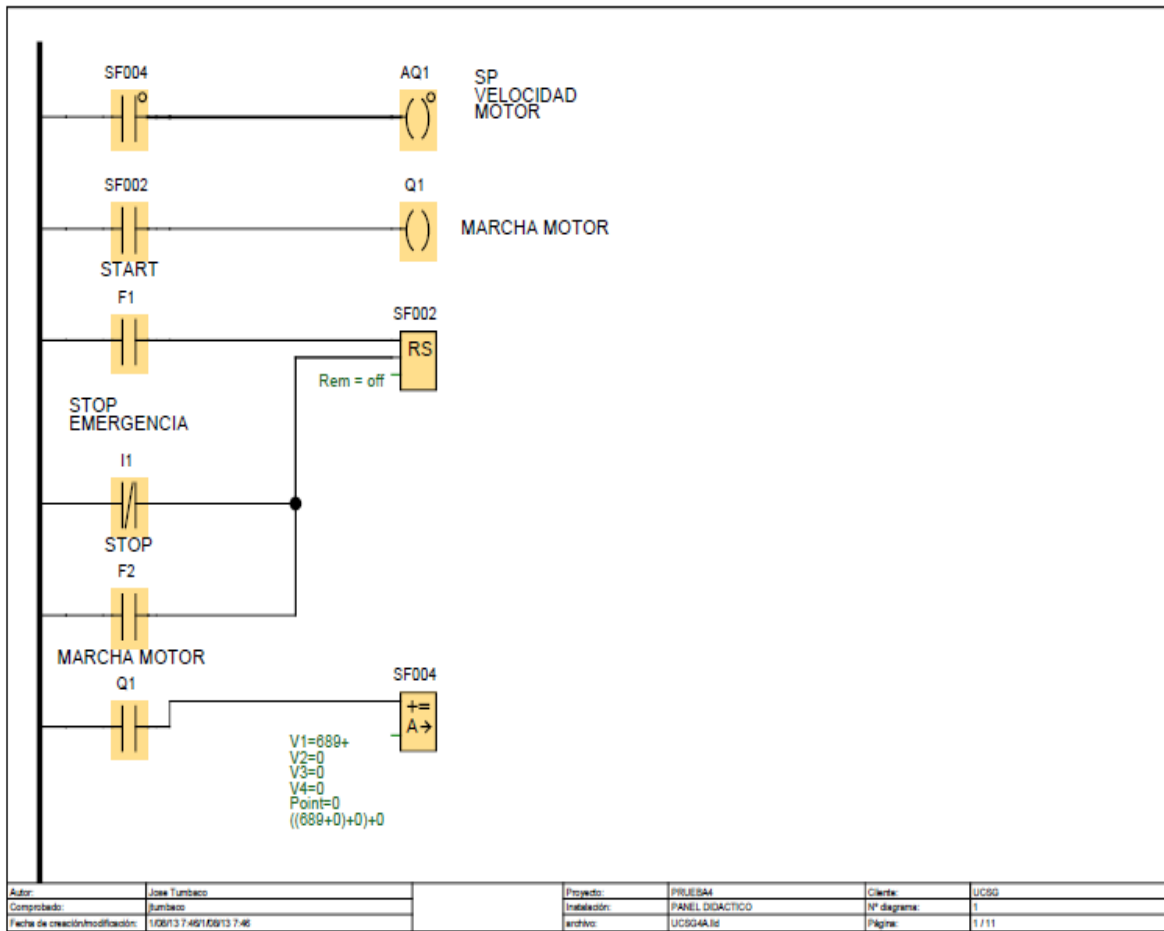 SF004
AQ1
SP
VELOCIDAD
MOTOR
SF002
Q1
MARCHA MOTOR
START
F1
SF002
RS
Rem = off
STOP
EMERGENCIA
I1
STOP
F2
MARCHA MOTOR
Q1
SF004
+=
A→
V1=689+
V2=0
V3=0
V4=0
Point=0
((689+0)+0)+0
Autor: Jose Tumbaco Proyecto: PRUEBA4 Cliente: UCSG
Comprobado: jtumbaco Instalación: PANEL DIDACTICO Nº diagrama: 1
Fecha de creación/modificación: 1/08/13 7:46/1/08/13 7:46 archivo: UCSG4A.lld Página: 1 / 11